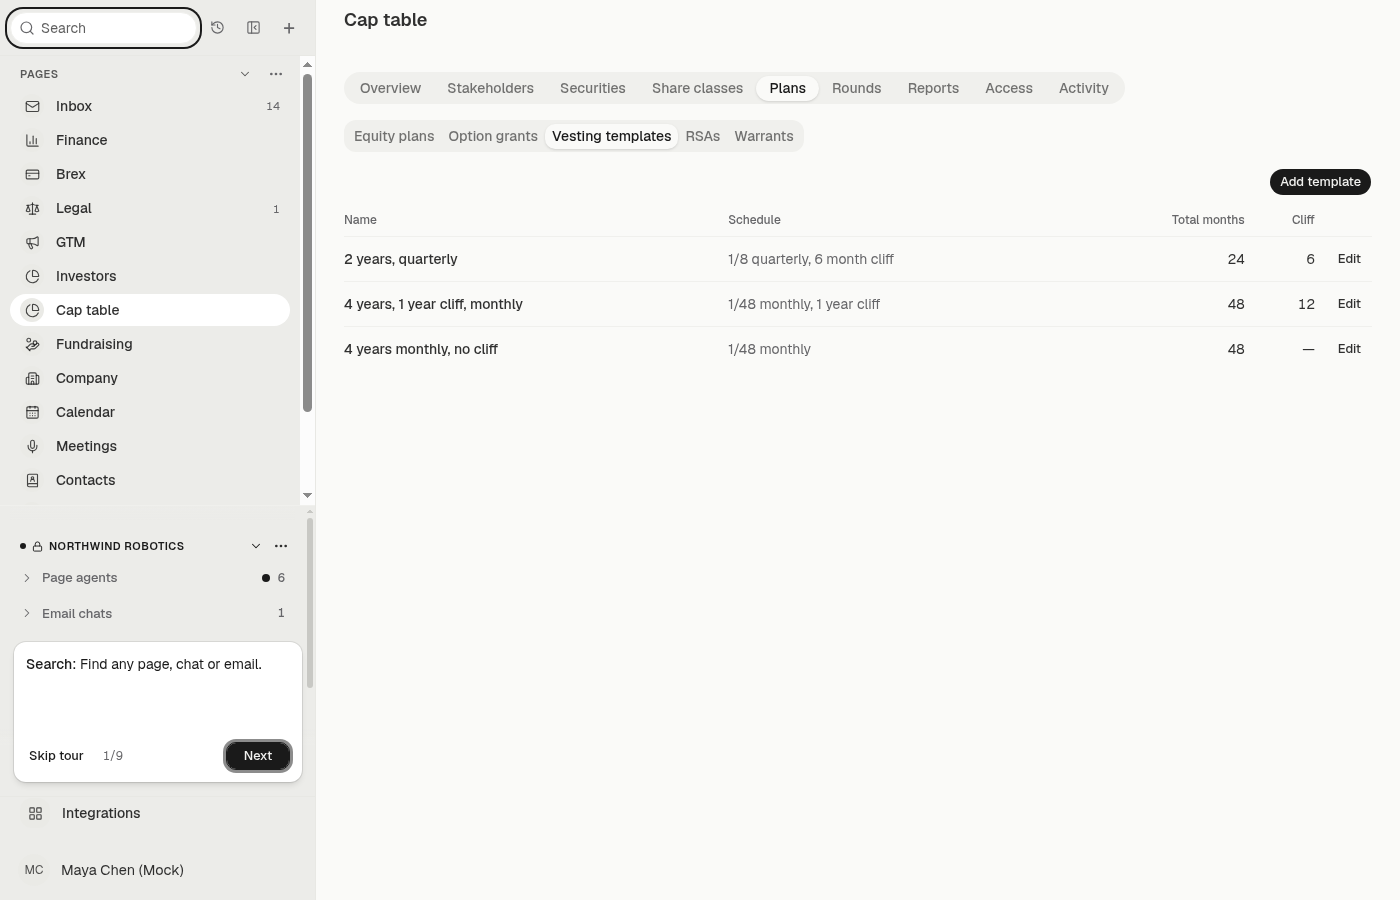 Search
PAGES
Inbox 14
Finance
Brex
Legal 1
GTM
Investors
Cap table
Fundraising
Company
Calendar
Meetings
Contacts
NORTHWIND ROBOTICS
Page agents 6
Email chats 1
Search: Find any page, chat or email.
Skip tour 1/9 Next
Integrations
MC Maya Chen (Mock)
Cap table
Overview Stakeholders Securities Share classes Plans Rounds Reports Access Activity
Equity plans Option grants Vesting templates RSAs Warrants
Add template
Name Schedule Total months Cliff
2 years, quarterly 1/8 quarterly, 6 month cliff 24 6 Edit
4 years, 1 year cliff, monthly 1/48 monthly, 1 year cliff 48 12 Edit
4 years monthly, no cliff 1/48 monthly 48 — Edit